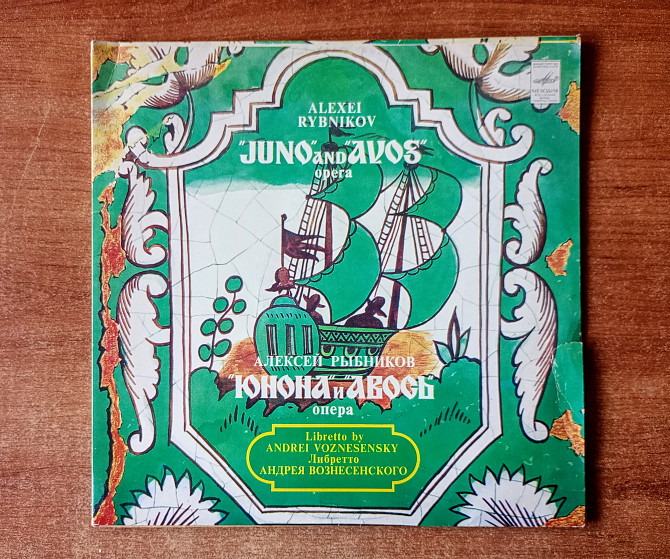 ALEXEI
RYBNIKOV
"JUNO" AND "AVOS"
opera
АЛЕКСЕЙ РЫБНИКОВ
"ЮНОНА" И "АВОСЬ"
опера
Libretto by
ANDREI VOZNESENSKY
Либретто
АНДРЕЯ ВОЗНЕСЕНСКОГО